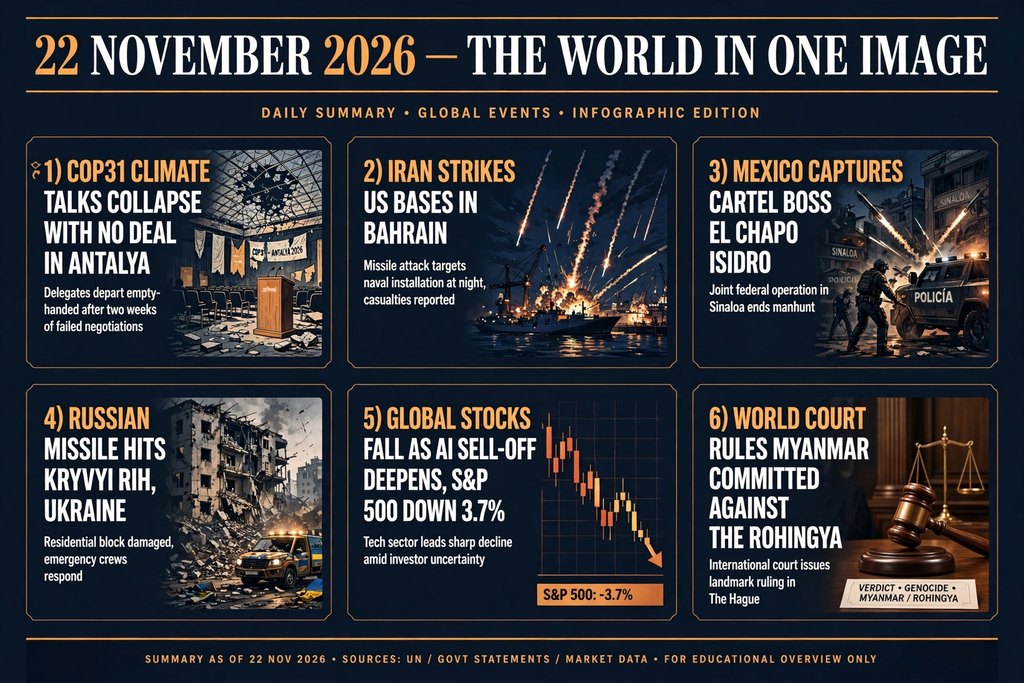 22 NOVEMBER 2026 — THE WORLD IN ONE IMAGE
DAILY SUMMARY • GLOBAL EVENTS • INFOGRAPHIC EDITION
1) COP31 CLIMATE
TALKS COLLAPSE
WITH NO DEAL
IN ANTALYA
Delegates depart empty-
handed after two weeks
of failed negotiations
COP31 – ANTALYA 2026
2) IRAN STRIKES
US BASES IN
BAHRAIN
Missile attack targets
naval installation at night,
casualties reported
3) MEXICO CAPTURES
CARTEL BOSS
EL CHAPO
ISIDRO
Joint federal operation in
Sinaloa ends manhunt
SINALOA
SINALOA
POLICÍA
POLICÍA
4) RUSSIAN
MISSILE HITS
KRYVYI RIH,
UKRAINE
Residential block damaged,
emergency crews
respond
5) GLOBAL STOCKS
FALL AS AI SELL-OFF
DEEPENS, S&P
500 DOWN 3.7%
Tech sector leads sharp decline
amid investor uncertainty
S&P 500: -3.7%
6) WORLD COURT
RULES MYANMAR
COMMITTED
AGAINST
THE ROHINGYA
International court issues
landmark ruling in
The Hague
VERDICT • GENOCIDE •
MYANMAR / ROHINGYA
SUMMARY AS OF 22 NOV 2026 • SOURCES: UN / GOVT STATEMENTS / MARKET DATA • FOR EDUCATIONAL OVERVIEW ONLY